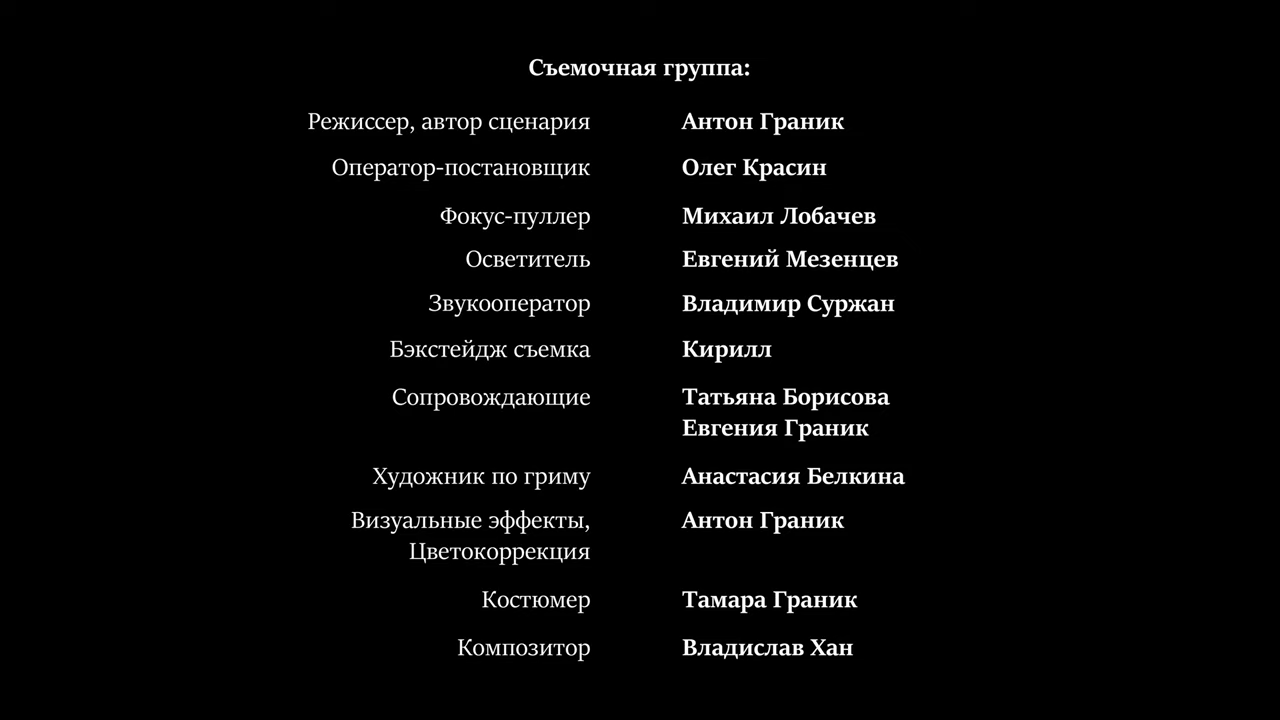 Съемочная группа:
Режиссер, автор сценария Антон Граник
Оператор-постановщик Олег Красин
Фокус-пуллер Михаил Лобачев
Осветитель Евгений Мезенцев
Звукооператор Владимир Суржан
Бэкстейдж съемка Кирилл
Сопровождающие Татьяна Борисова
Евгения Граник
Художник по гриму Анастасия Белкина
Визуальные эффекты, Антон Граник
Цветокоррекция
Костюмер Тамара Граник
Композитор Владислав Хан